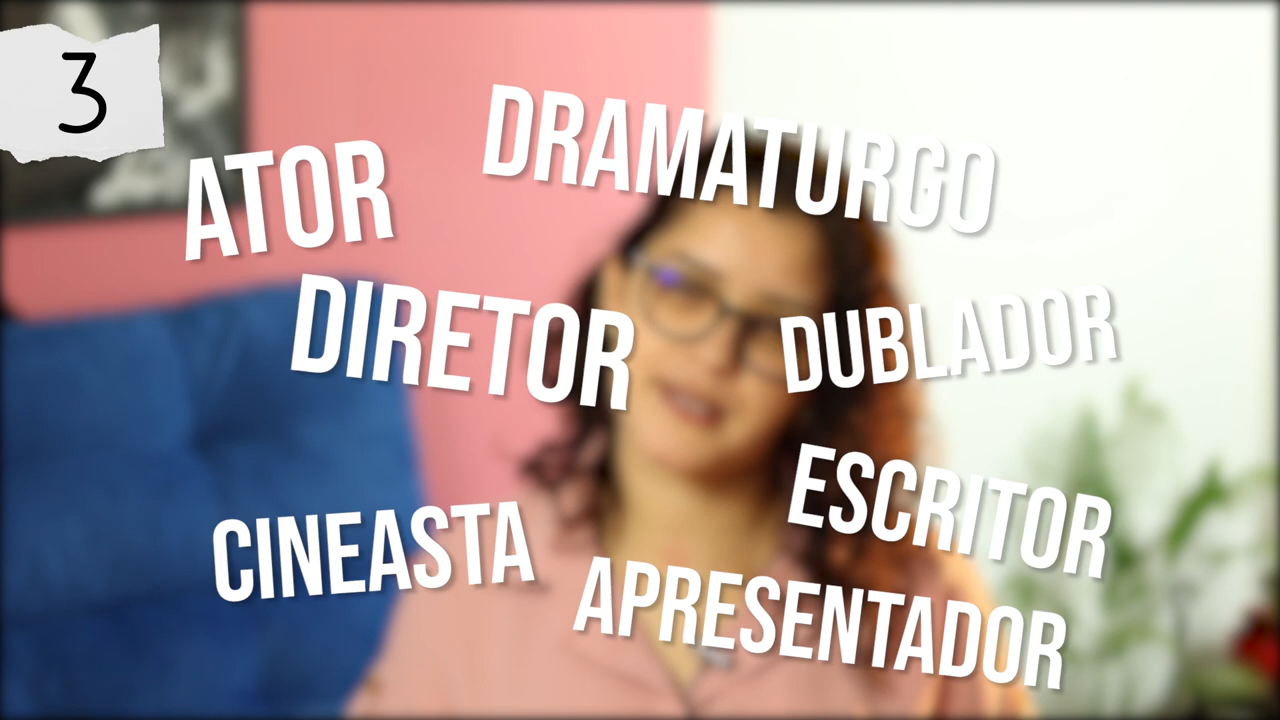 3
DRAMATURGO
ATOR
DIRETOR
DUBLADOR
ESCRITOR
CINEASTA
APRESENTADOR